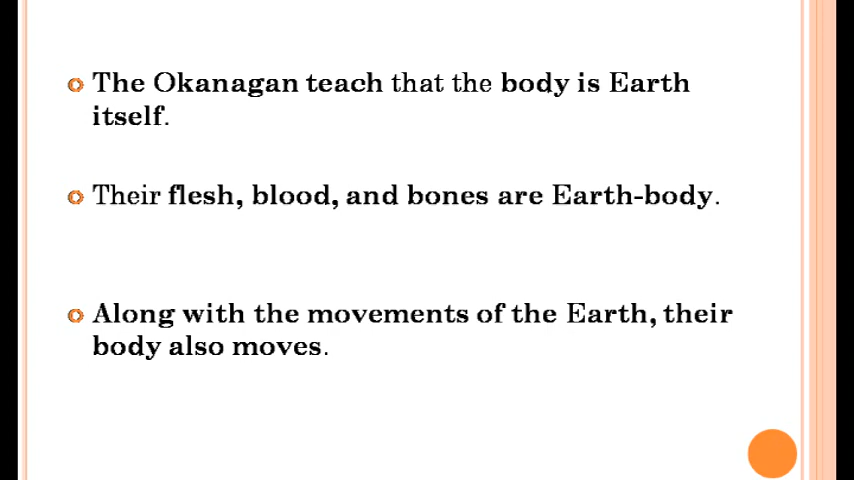 The Okanagan teach that the body is Earth
itself.
Their flesh, blood, and bones are Earth-body.
Along with the movements of the Earth, their
body also moves.